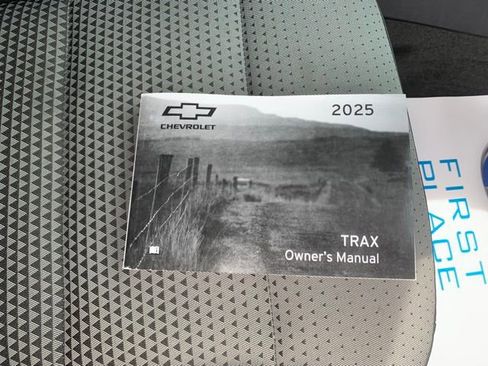 CHEVROLET
2025
TRAX
Owner's Manual
FIRST
PLACE